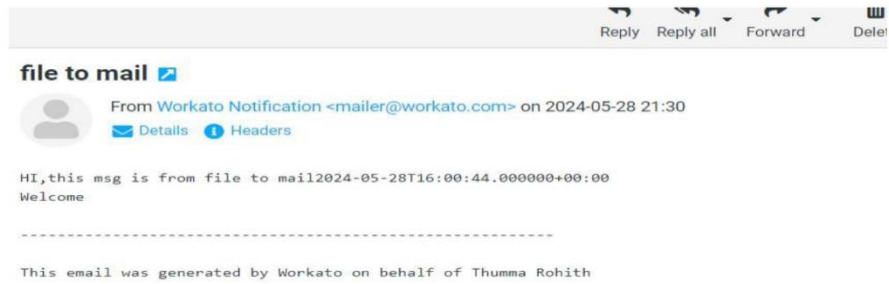 Reply Reply all Forward
file to mail
From Workato Notification <mailer@workato.com> on 2024-05-28 21:30
Details Headers
HI,this msg is from file to mail2024-05-28T16:00:44.000000+00:00
Welcome
--------------------------------------------------------
This email was generated by Workato on behalf of Thumma Rohith